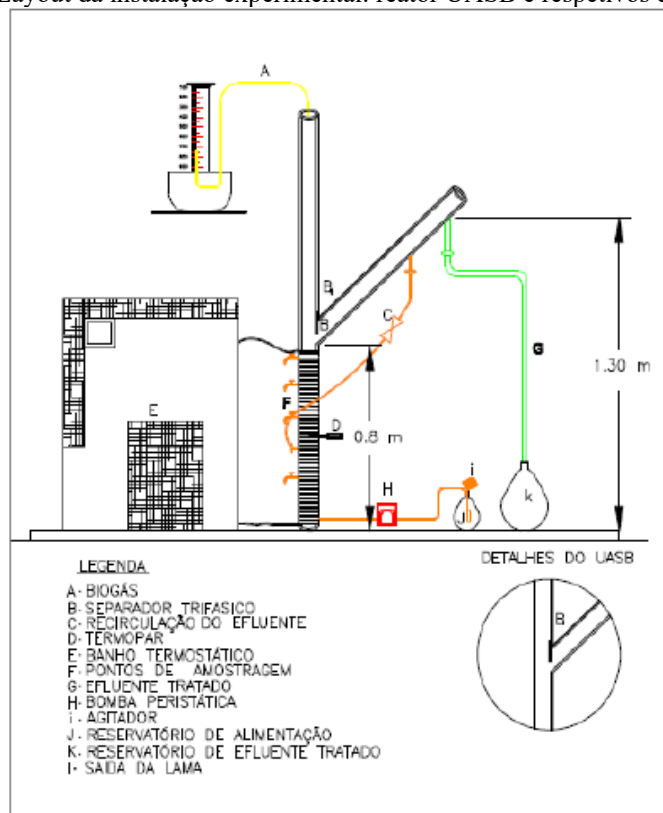 Layout da instalação experimental: reator UASB e respetivos
A
B
B
C
E
F
D
0.8 m
G
1.30 m
H
i
J
k
LEGENDA
DETALHES DO UASB
B
A- BIOGÁS
B- SEPARADOR TRIFASICO
C- RECIRCULAÇÃO DO EFLUENTE
D- TERMOPAR
E- BANHO TERMOSTÁTICO
F- PONTOS DE AMOSTRAGEM
G- EFLUENTE TRATADO
H- BOMBA PERISTÁTICA
i- AGITADOR
J- RESERVATÓRIO DE ALIMENTAÇÃO
K- RESERVATÓRIO DE EFLUENTE TRATADO
I- SAIDA DA LAMA